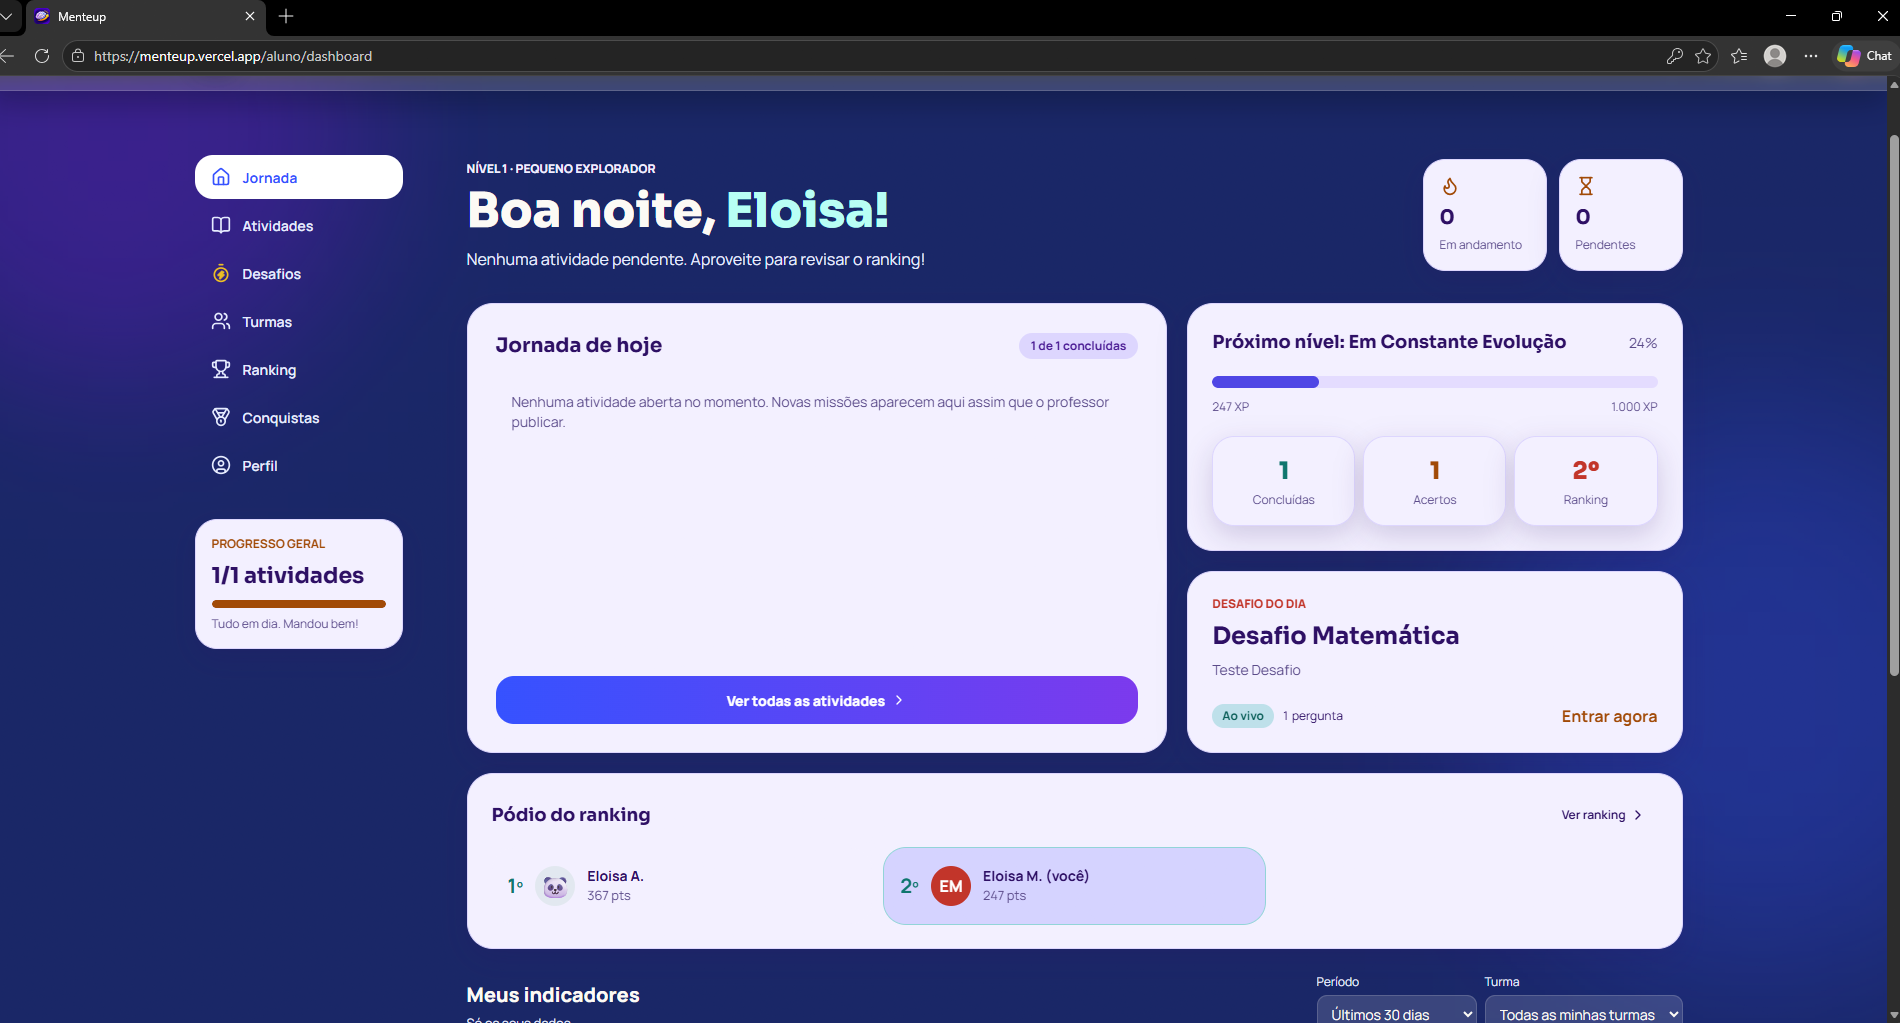 Menteup
https://menteup.vercel.app/aluno/dashboard
Chat
Jornada
Atividades
Desafios
Turmas
Ranking
Conquistas
Perfil
PROGRESSO GERAL
1/1 atividades
Tudo em dia. Mandou bem!
NÍVEL 1 · PEQUENO EXPLORADOR
Boa noite, Eloisa!
Nenhuma atividade pendente. Aproveite para revisar o ranking!
0
Em andamento
0
Pendentes
Jornada de hoje
1 de 1 concluídas
Nenhuma atividade aberta no momento. Novas missões aparecem aqui assim que o professor
publicar.
Ver todas as atividades
Próximo nível: Em Constante Evolução
24%
247 XP
1.000 XP
1
Concluídas
1
Acertos
2º
Ranking
DESAFIO DO DIA
Desafio Matemática
Teste Desafio
Ao vivo
1 pergunta
Entrar agora
Pódio do ranking
Ver ranking
1º
Eloisa A.
367 pts
2º
EM
Eloisa M. (você)
247 pts
Meus indicadores
Só os seus dados
Período
Últimos 30 dias
Turma
Todas as minhas turmas